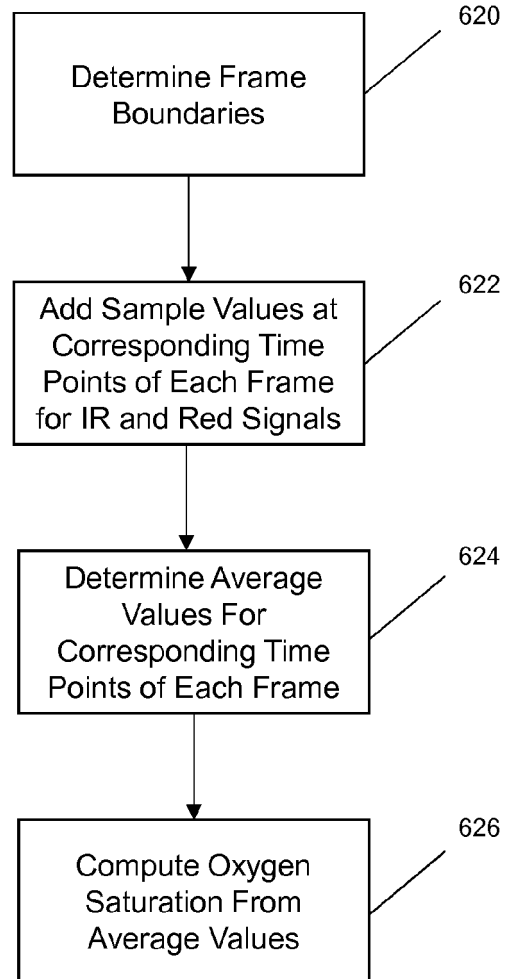 620
Determine Frame
Boundaries
622
Add Sample Values at
Corresponding Time
Points of Each Frame
for IR and Red Signals
624
Determine Average
Values For
Corresponding Time
Points of Each Frame
626
Compute Oxygen
Saturation From
Average Values